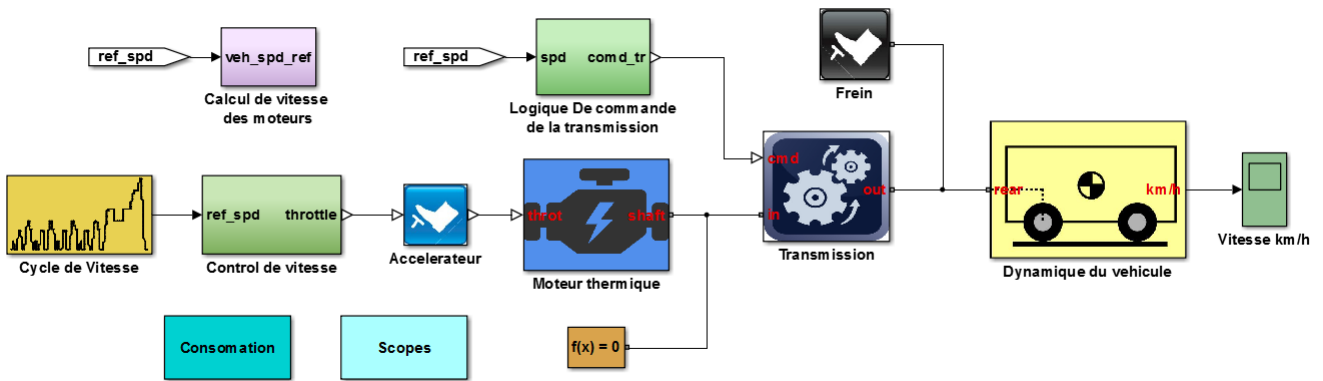 ref_spd
veh_spd_ref
Calcul de vitesse
des moteurs
ref_spd
spd
comd_tr
Logique De commande
de la transmission
Frein
Cycle de Vitesse
ref_spd
throttle
Control de vitesse
Accelerateur
throt
shaft
Moteur thermique
cmd
in
out
Transmission
rear
km/h
Dynamique du vehicule
Vitesse km/h
Consomation
Scopes
f(x) = 0